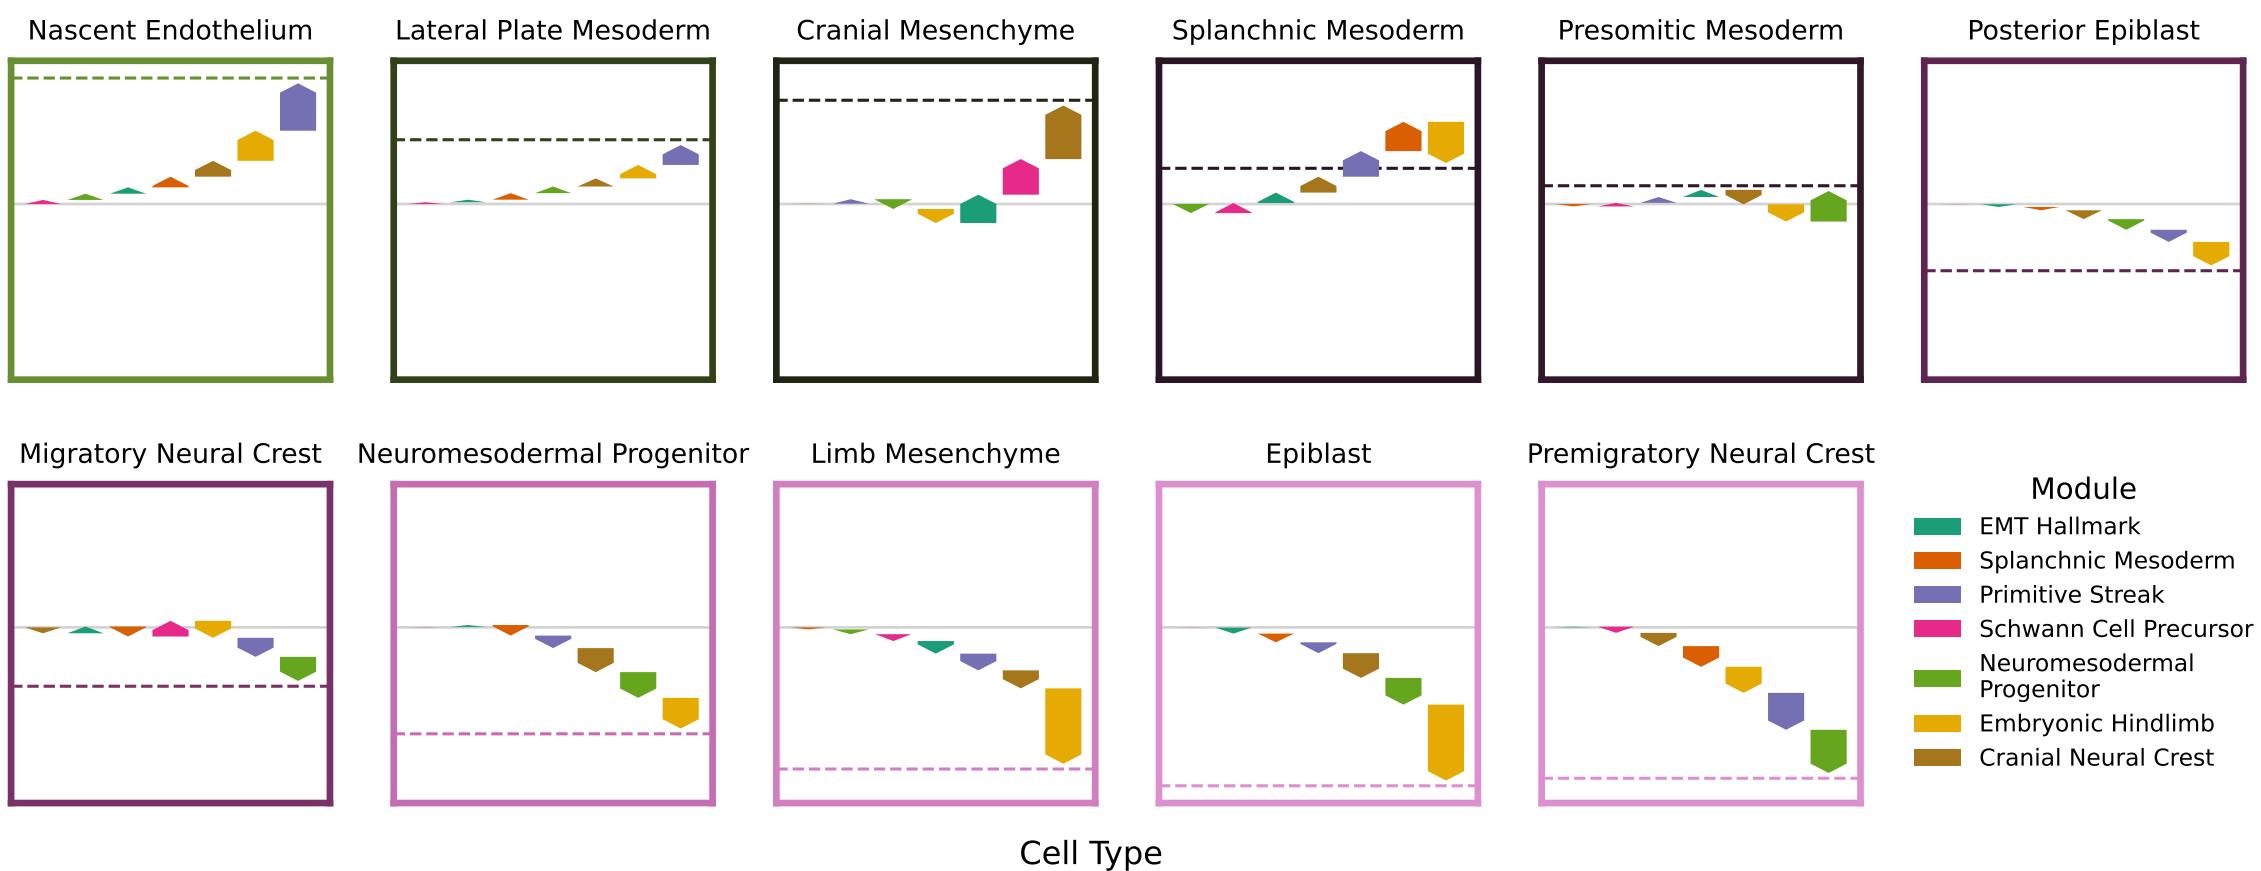 Nascent Endothelium
Lateral Plate Mesoderm
Cranial Mesenchyme
Splanchnic Mesoderm
Presomitic Mesoderm
Posterior Epiblast
Migratory Neural Crest
Neuromesodermal Progenitor
Limb Mesenchyme
Epiblast
Premigratory Neural Crest
Module
EMT Hallmark
Splanchnic Mesoderm
Primitive Streak
Schwann Cell Precursor
Neuromesodermal
Progenitor
Embryonic Hindlimb
Cranial Neural Crest
Cell Type